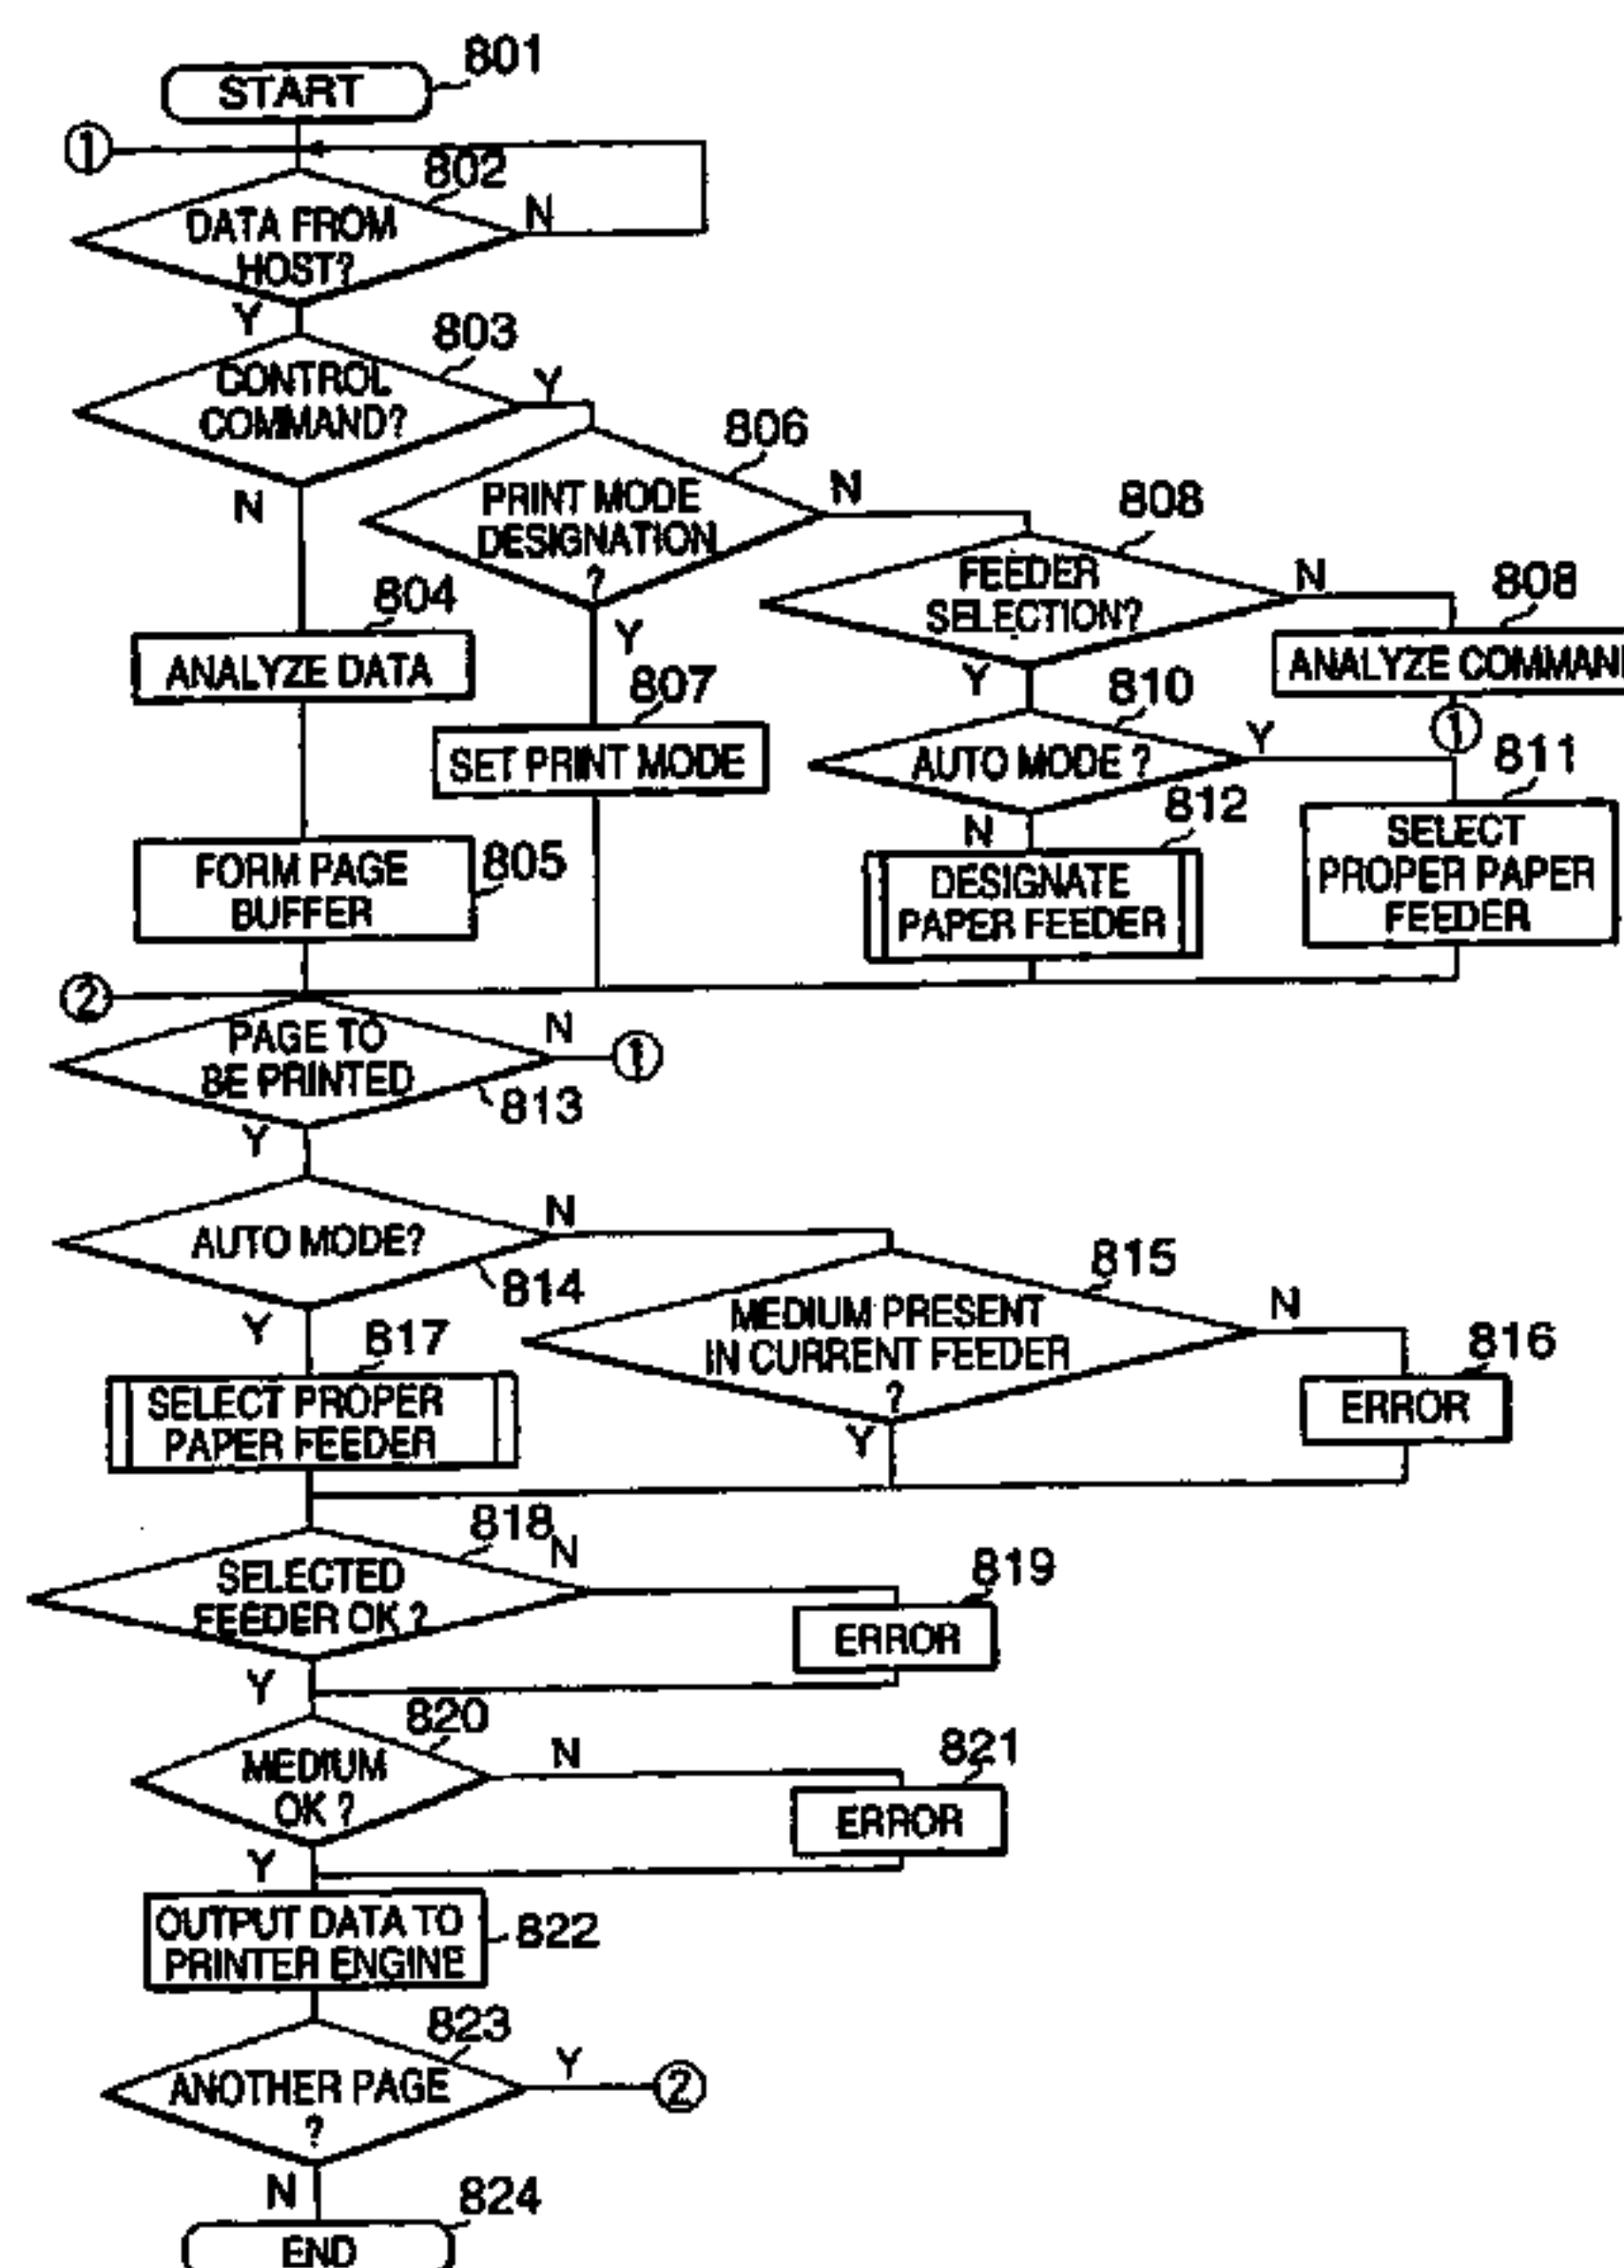 801
START
①
802
DATA FROM
HOST?
N
Y
803
CONTROL
COMMAND?
Y
N
806
PRINT MODE
DESIGNATION
?
N
Y
808
FEEDER
SELECTION?
N
Y
808
ANALYZE COMMAN
①
804
ANALYZE DATA
807
SET PRINT MODE
810
AUTO MODE ?
Y
N
811
SELECT
PROPER PAPER
FEEDER
812
DESIGNATE
PAPER FEEDER
805
FORM PAGE
BUFFER
②
PAGE TO
BE PRINTED
N
①
813
Y
AUTO MODE?
N
814
Y
815
MEDIUM PRESENT
IN CURRENT FEEDER
?
N
Y
816
ERROR
817
SELECT PROPER
PAPER FEEDER
818
N
SELECTED
FEEDER OK ?
Y
819
ERROR
820
MEDIUM
OK ?
N
Y
821
ERROR
OUTPUT DATA TO
PRINTER ENGINE
822
823
ANOTHER PAGE
?
Y
②
N
824
END